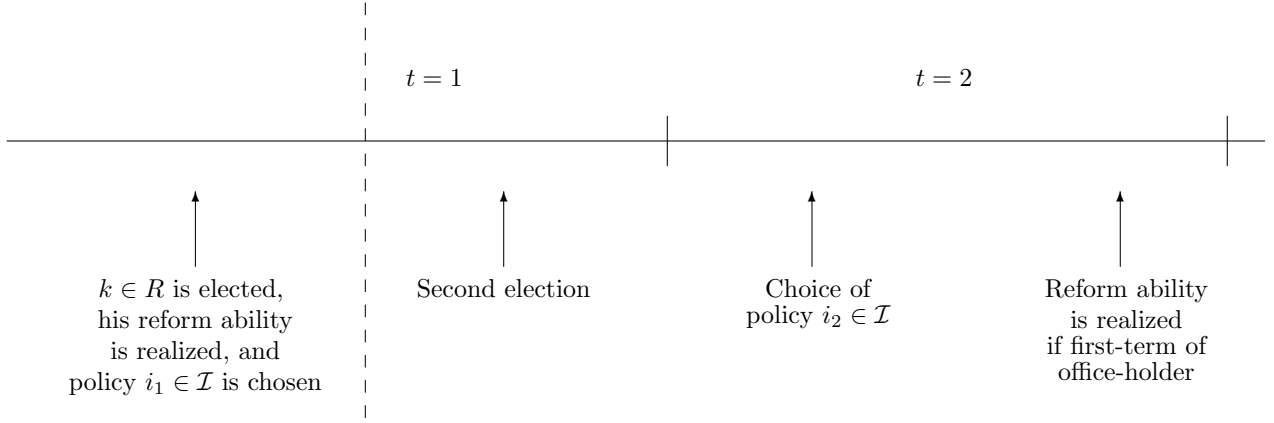 t = 1
t = 2
k ∈ R is elected,
his reform ability
is realized, and
policy i₁ ∈ ℐ is chosen
Second election
Choice of
policy i₂ ∈ ℐ
Reform ability
is realized
if first-term of
office-holder